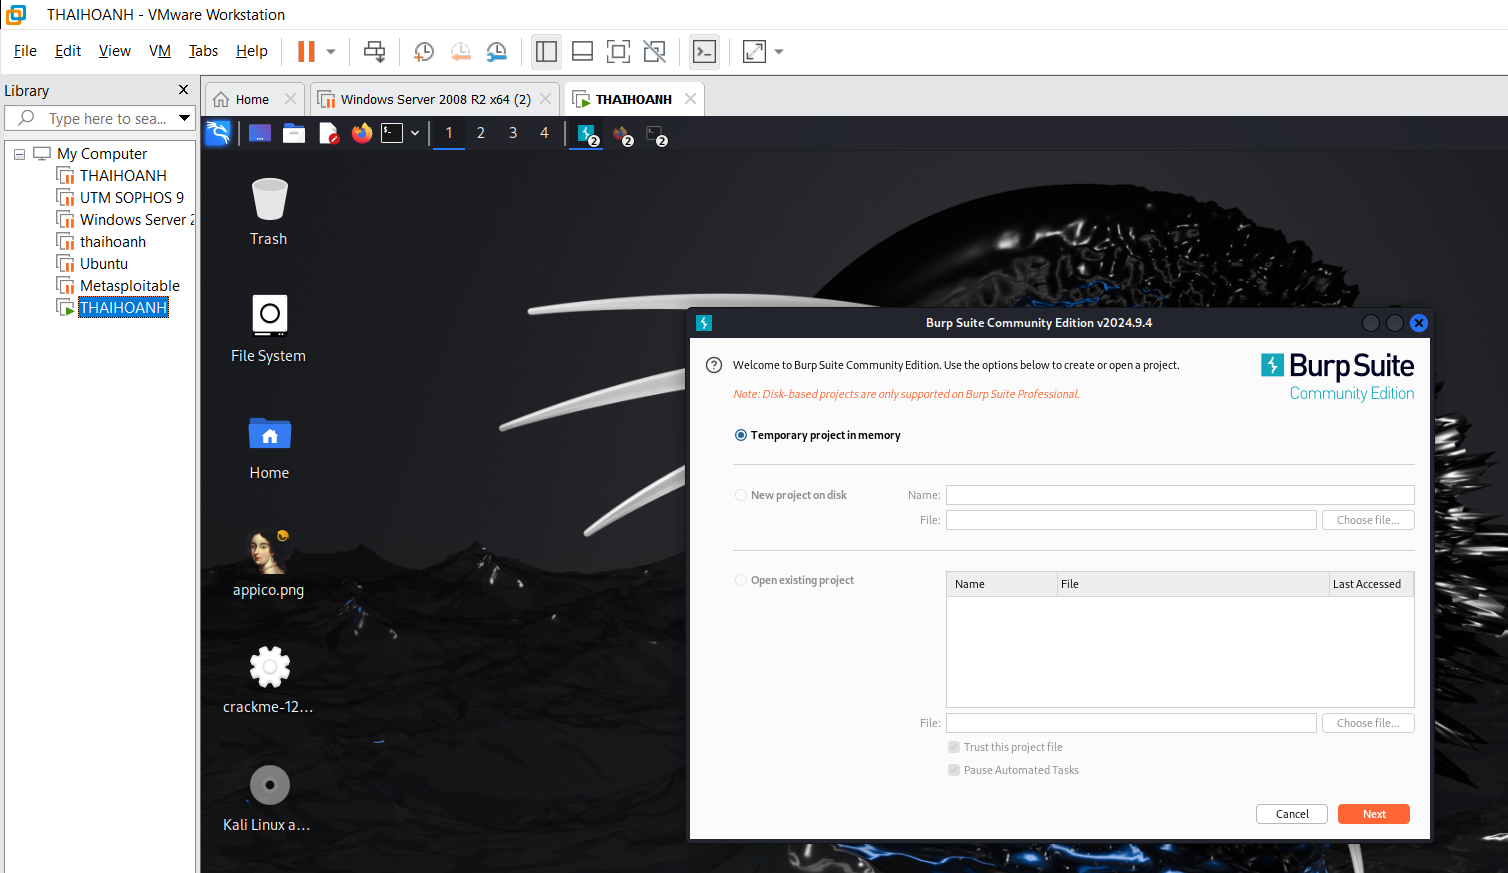 THAIHOANH - VMware Workstation
File Edit View VM Tabs Help
Library
Type here to sea...
My Computer
THAIHOANH
UTM SOPHOS 9
Windows Server 2
thaihoanh
Ubuntu
Metasploitable
THAIHOANH
Home
Windows Server 2008 R2 x64 (2)
THAIHOANH
1 2 3 4 2 2 2
Trash
File System
Home
appico.png
crackme-12...
Kali Linux a...
Burp Suite Community Edition v2024.9.4
Welcome to Burp Suite Community Edition. Use the options below to create or open a project.
Note: Disk-based projects are only supported on Burp Suite Professional.
Burp Suite
Community Edition
Temporary project in memory
New project on disk
Name:
File:
Choose file...
Open existing project
Name File Last Accessed
File:
Choose file...
Trust this project file
Pause Automated Tasks
Cancel
Next